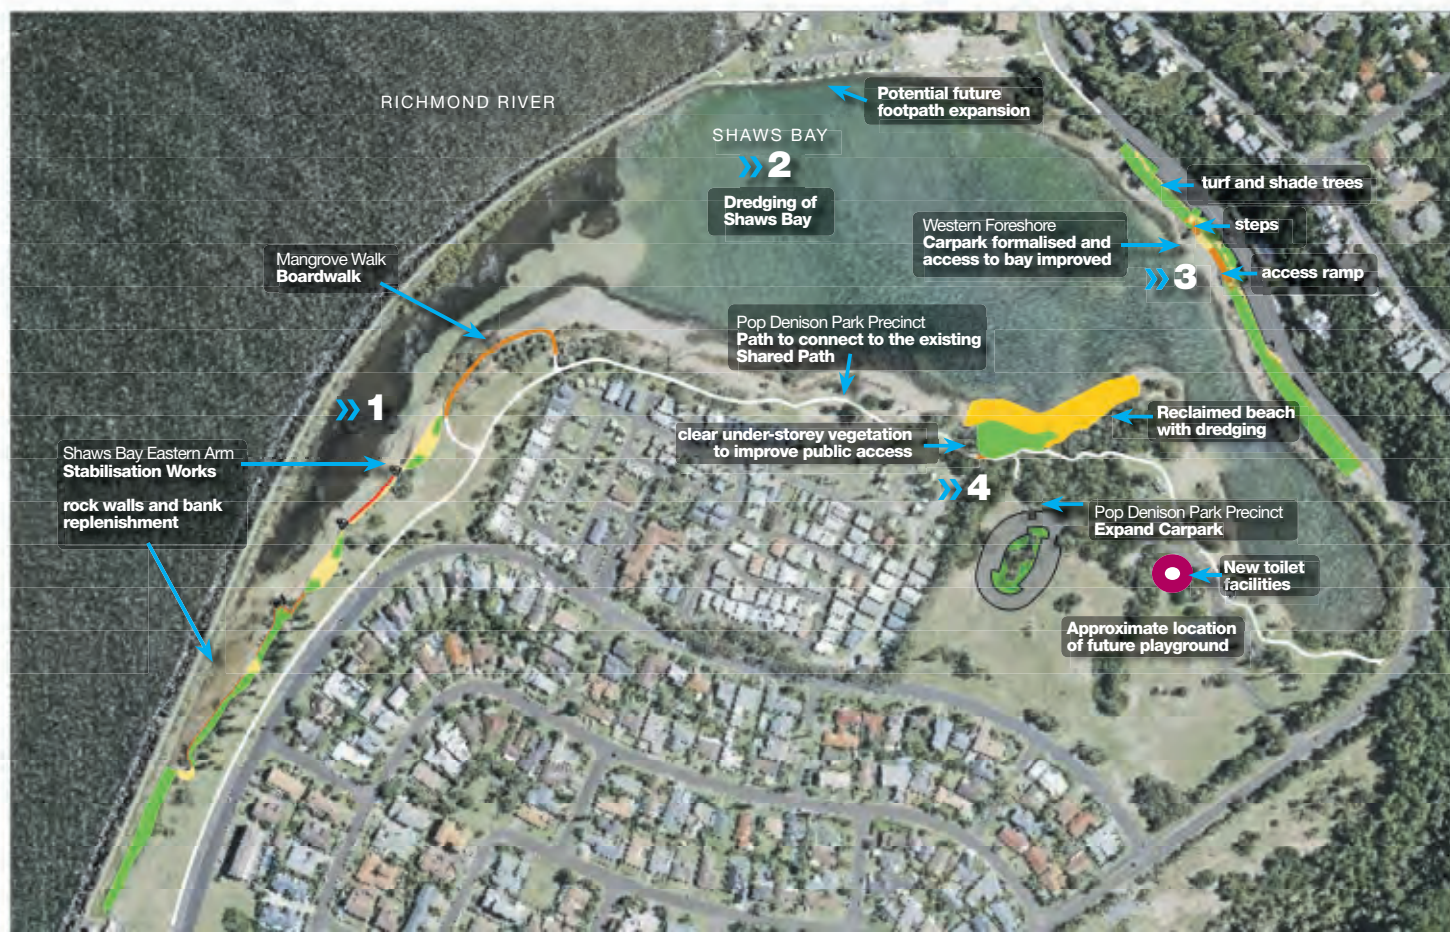 RICHMOND RIVER
Potential future
footpath expansion
SHAWS BAY
2
Dredging of
Shaws Bay
turf and shade trees
steps
Western Foreshore
Carpark formalised and
access to bay improved
access ramp
3
Mangrove Walk
Boardwalk
Pop Denison Park Precinct
Path to connect to the existing
Shared Path
1
Reclaimed beach
with dredging
clear under-storey vegetation
to improve public access
Shaws Bay Eastern Arm
Stabilisation Works
rock walls and bank
replenishment
4
Pop Denison Park Precinct
Expand Carpark
New toilet
facilities
Approximate location
of future playground